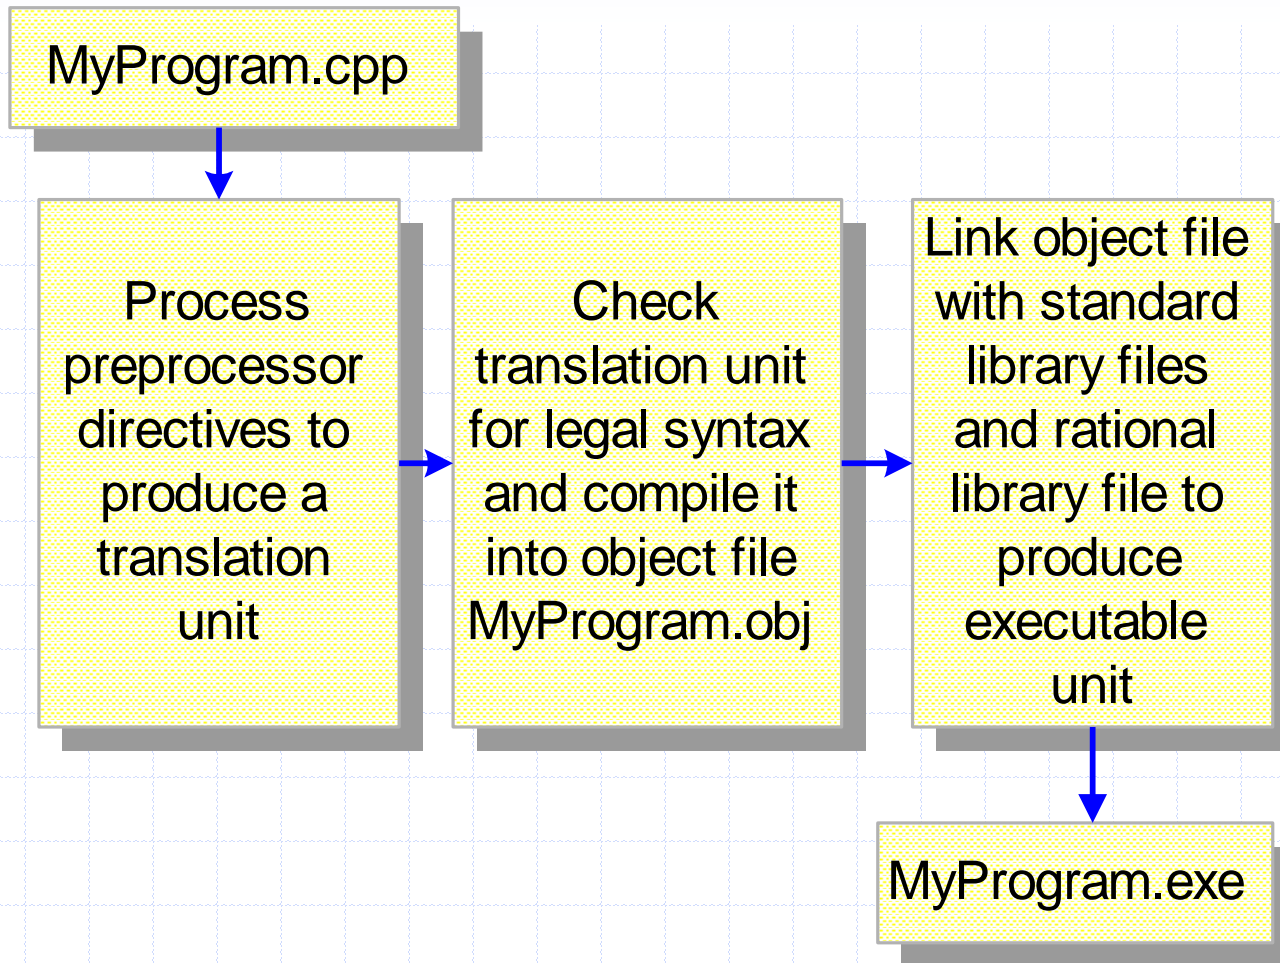 MyProgram.cpp
Process
preprocessor
directives to
produce a
translation
unit
Check
translation unit
for legal syntax
and compile it
into object file
MyProgram.obj
Link object file
with standard
library files
and rational
library file to
produce
executable
unit
MyProgram.exe